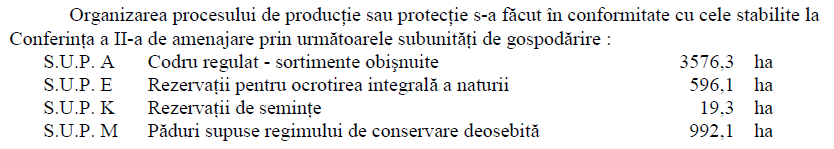 Organizarea procesului de producție sau protecție s-a făcut în conformitate cu cele stabilite la
Conferința a II-a de amenajare prin următoarele subunități de gospodărire :
S.U.P. A Codru regulat - sortimente obişnuite 3576,3 ha
S.U.P. E Rezervații pentru ocrotirea integrală a naturii 596,1 ha
S.U.P. K Rezervații de semințe 19,3 ha
S.U.P. M Păduri supuse regimului de conservare deosebită 992,1 ha